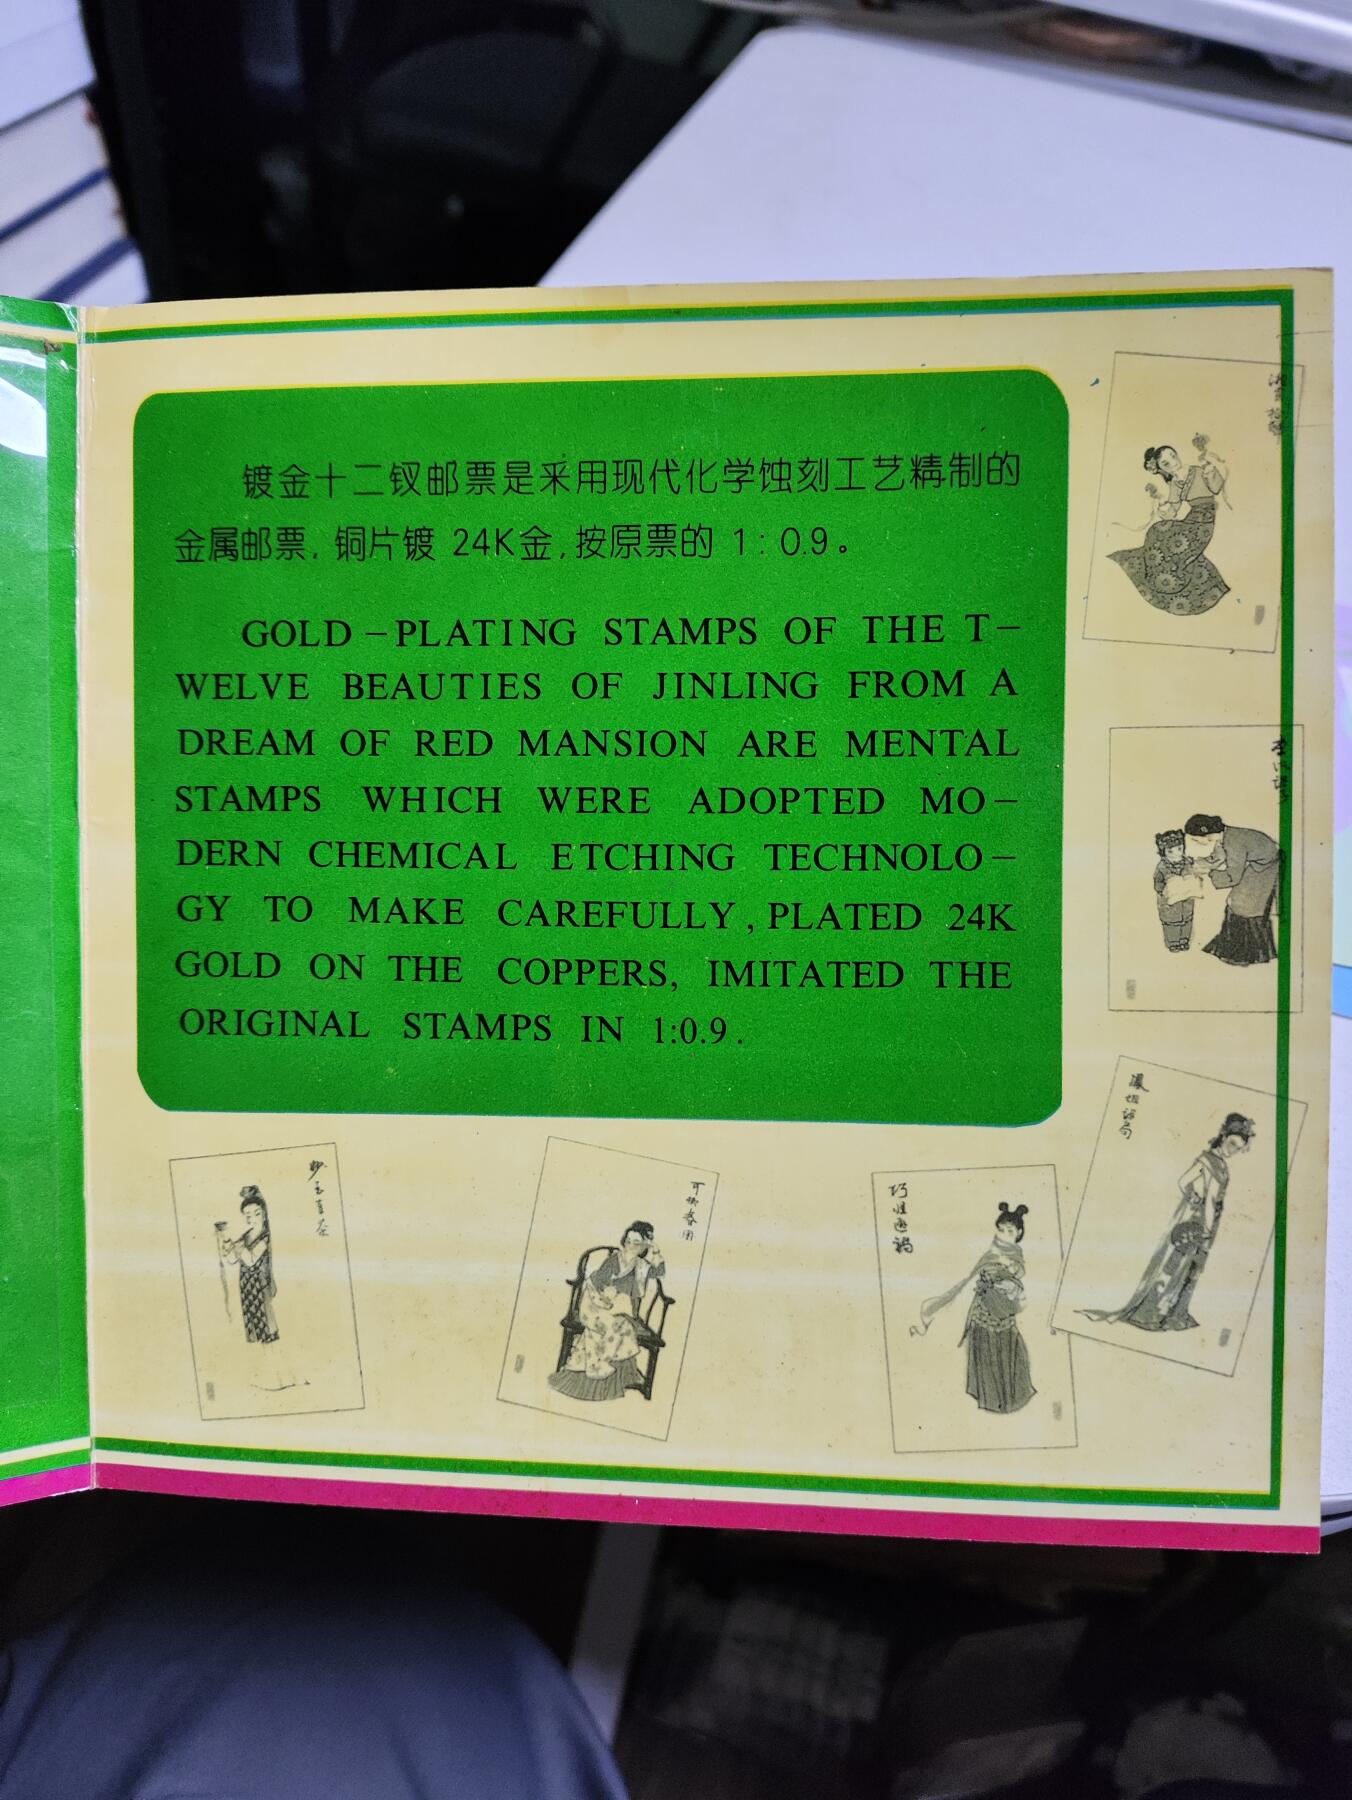 镀金十二钗邮票是采用现代化学蚀刻工艺精制的
金属邮票,铜片镀 24K金,按原票的 1:0.9。
GOLD-PLATING STAMPS OF THE T-
WELVE BEAUTIES OF JINLING FROM A
DREAM OF RED MANSION ARE MENTAL
STAMPS WHICH WERE ADOPTED MO-
DERN CHEMICAL ETCHING TECHNOLO-
GY TO MAKE CAREFULLY, PLATED 24K
GOLD ON THE COPPERS, IMITATED THE
ORIGINAL STAMPS IN 1:0.9.
可卿春困